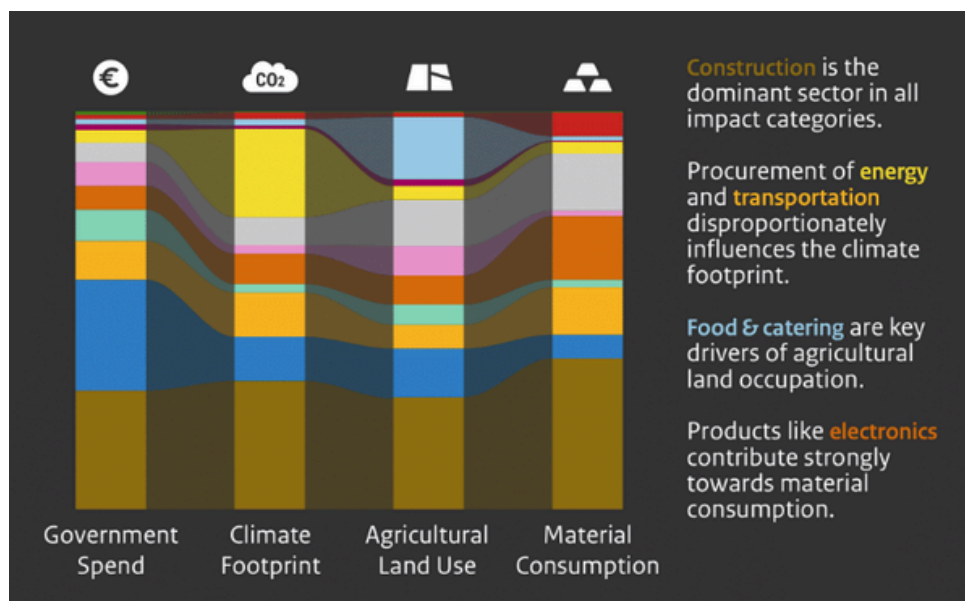 €
CO₂
Construction is the
dominant sector in all
impact categories.
Procurement of energy
and transportation
disproportionately
influences the climate
footprint.
Food & catering are key
drivers of agricultural
land occupation.
Products like electronics
contribute strongly
towards material
consumption.
Government
Spend
Climate
Footprint
Agricultural
Land Use
Material
Consumption